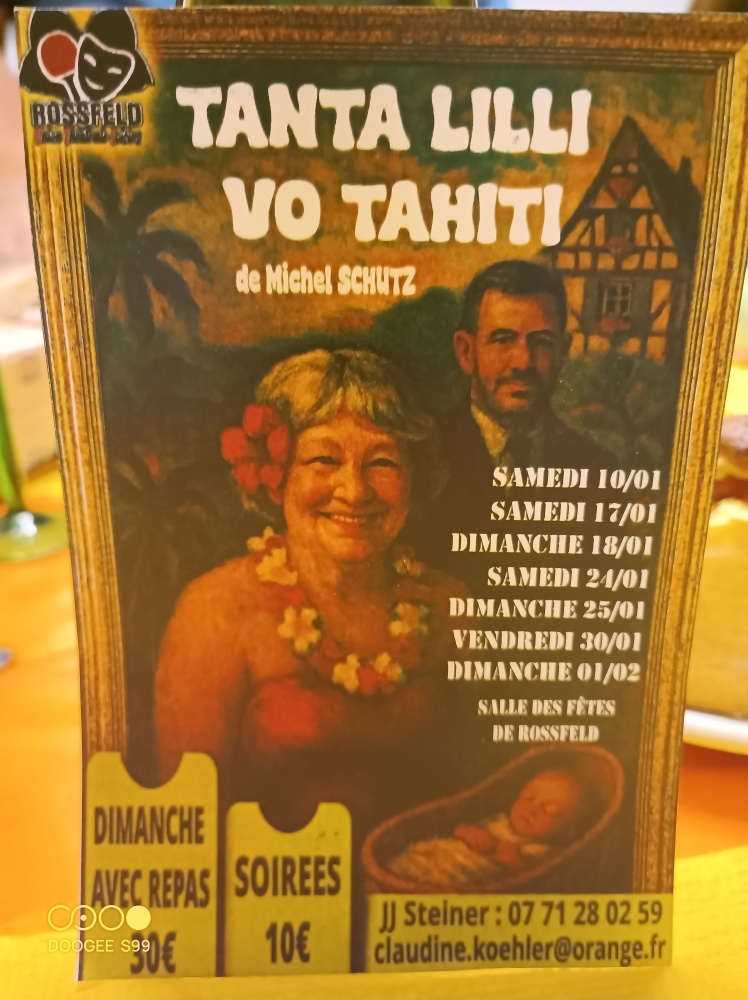 ROSSFELD
TANTA LILLI
VO TAHITI
de Michel SCHUTZ
SAMEDI 10/01
SAMEDI 17/01
DIMANCHE 18/01
SAMEDI 24/01
DIMANCHE 25/01
VENDREDI 30/01
DIMANCHE 01/02
SALLE DES FÊTES
DE ROSSFELD
DIMANCHE
AVEC REPAS
30€
SOIREES
10€
JJ Steiner : 07 71 28 02 59
claudine.koehler@orange.fr
DOOGEE S99